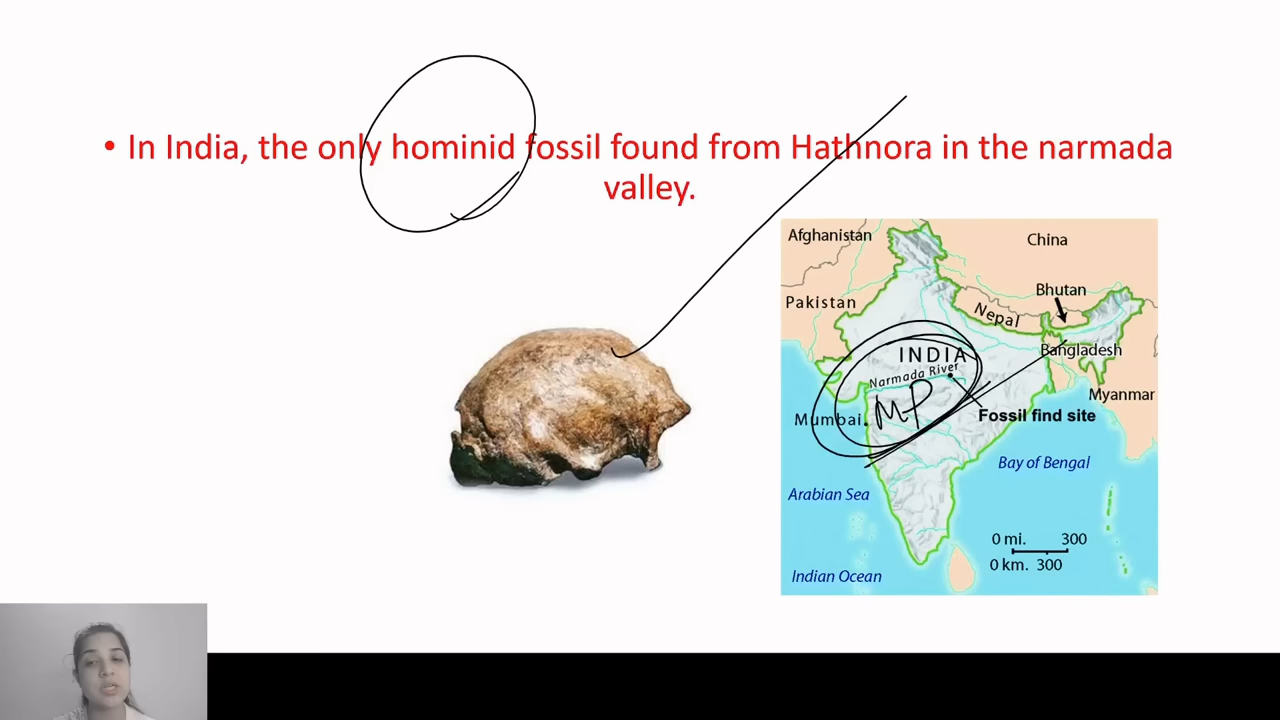 • In India, the only hominid fossil found from Hathnora in the narmada
valley.
Afghanistan
China
Bhutan
Pakistan
Nepal
INDIA
Bangladesh
Narmada River
Myanmar
MP
Mumbai
Fossil find site
Bay of Bengal
Arabian Sea
0 mi. 300
0 km. 300
Indian Ocean